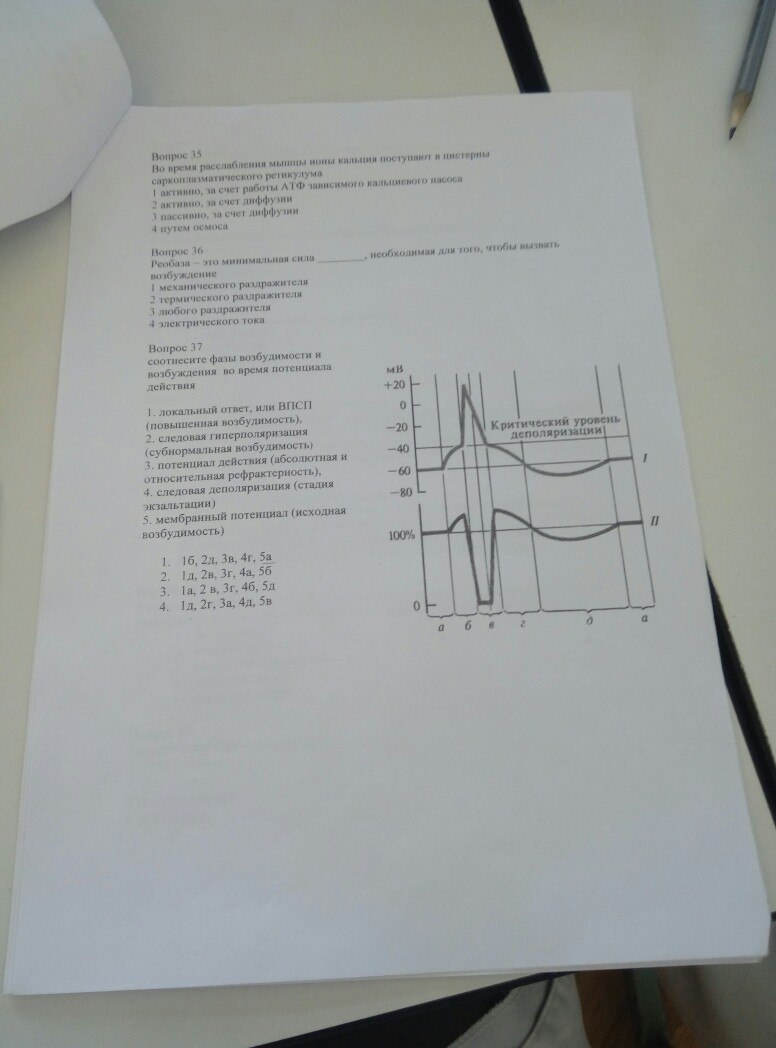 Вопрос 35
Во время расслабления мышцы ионы кальция поступают в цистерны
саркоплазматического ретикулума
1 активно, за счет работы АТФ зависимого кальциевого насоса
2 активно, за счет диффузии
3 пассивно, за счет диффузии
4 путем осмоса
Вопрос 36
Реобаза – это минимальная сила ________, необходимая для того, чтобы вызвать
возбуждение
1 механического раздражителя
2 термического раздражителя
3 любого раздражителя
4 электрического тока
Вопрос 37
соотнесите фазы возбудимости и
возбуждения во время потенциала
действия
1. локальный ответ, или ВПСП
(повышенная возбудимость),
2. следовая гиперполяризация
(субнормальная возбудимость)
3. потенциал действия (абсолютная и
относительная рефрактерность),
4. следовая деполяризация (стадия
экзальтации)
5. мембранный потенциал (исходная
возбудимость)
1. 1б, 2д, 3в, 4г, 5а
2. 1д, 2в, 3г, 4а, 5б
3. 1а, 2 в, 3г, 4б, 5д
4. 1д, 2г, 3а, 4д, 5в
мВ
+20
0
−20
−40
−60
−80
Критический уровень
деполяризации
I
100%
II
0
а б в г д а